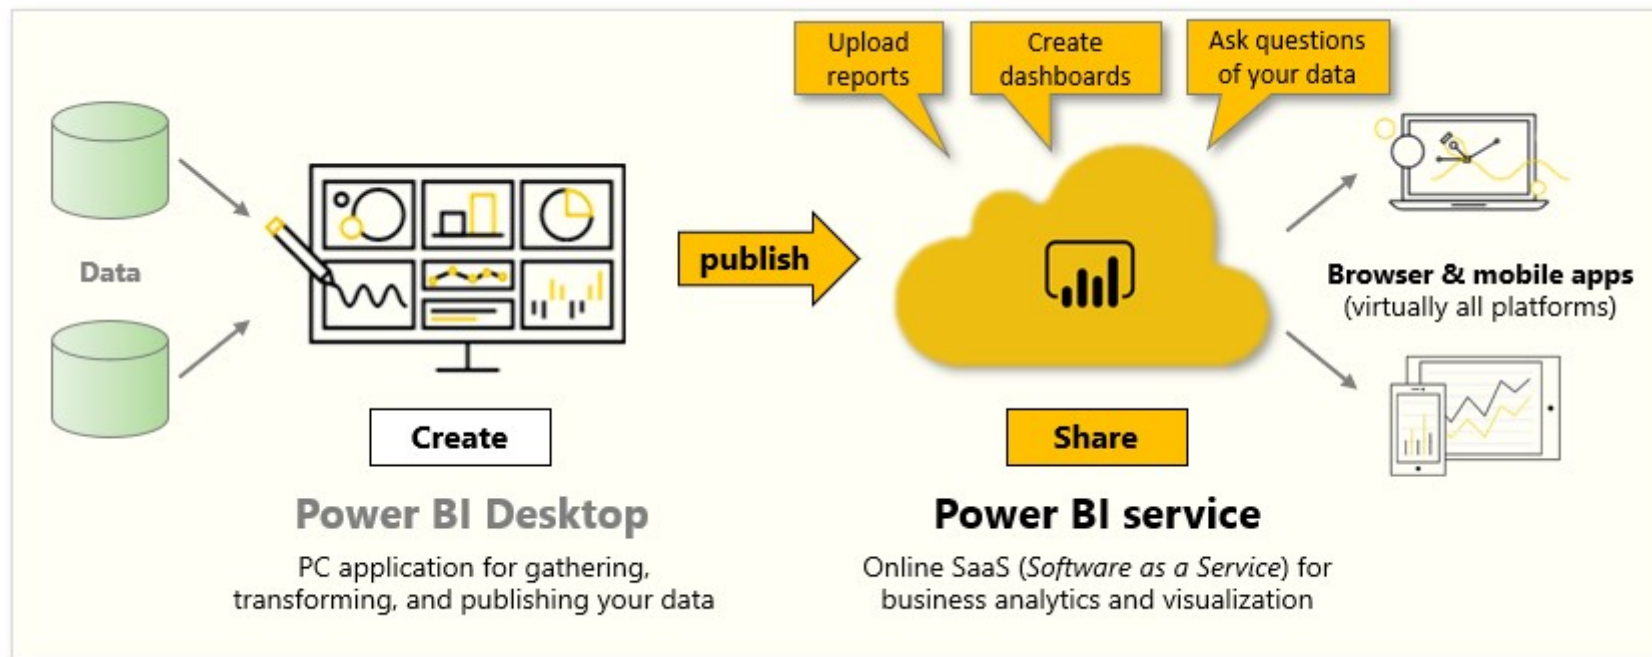 Upload
reports
Create
dashboards
Ask questions
of your data
Data
publish
Browser & mobile apps
(virtually all platforms)
Create
Share
Power BI Desktop
PC application for gathering,
transforming, and publishing your data
Power BI service
Online SaaS (Software as a Service) for
business analytics and visualization